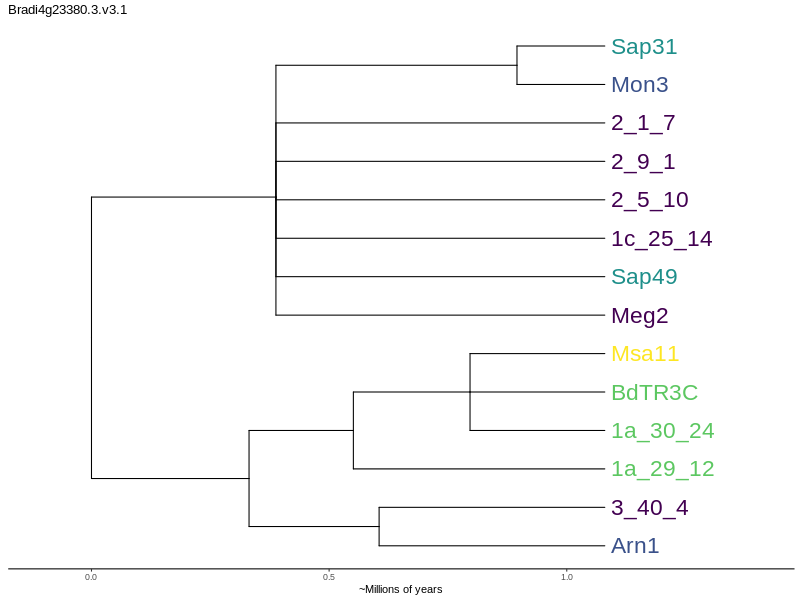 Bradi4g23380.3.v3.1
Sap31
Mon3
2_1_7
2_9_1
2_5_10
1c_25_14
Sap49
Meg2
Msa11
BdTR3C
1a_30_24
1a_29_12
3_40_4
Arn1
0.0 0.5 1.0
~Millions of years